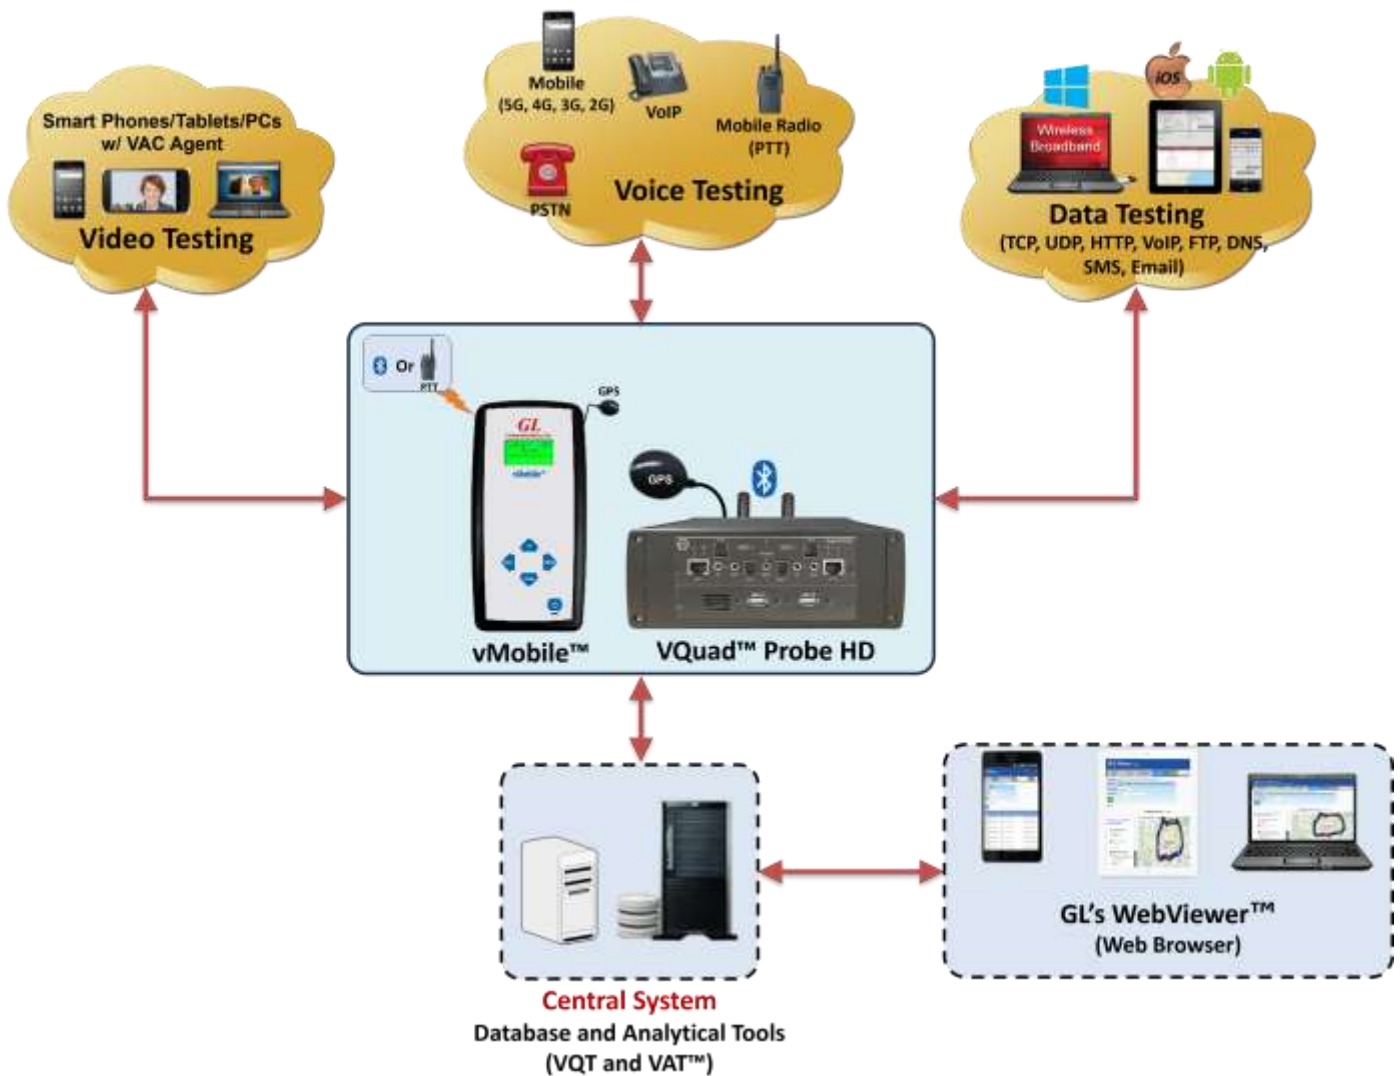 Smart Phones/Tablets/PCs
w/ VAC Agent
Video Testing
Mobile
(5G, 4G, 3G, 2G)
VoIP
Mobile Radio
(PTT)
PSTN
Voice Testing
iOS
Wireless
Broadband
Data Testing
(TCP, UDP, HTTP, VoIP, FTP, DNS,
SMS, Email)
Or
PTT
GPS
GL
vMobile™
GPS
vMobile™
VQuad™ Probe HD
Central System
Database and Analytical Tools
(VQT and VAT™)
GL's WebViewer™
(Web Browser)